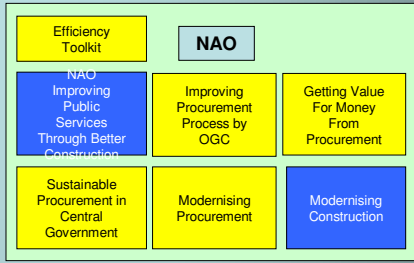 Efficiency
Toolkit
NAO
NAO
Improving
Public
Services
Through Better
Construction
Improving
Procurement
Process by
OGC
Getting Value
For Money
From
Procurement
Sustainable
Procurement in
Central
Government
Modernising
Procurement
Modernising
Construction